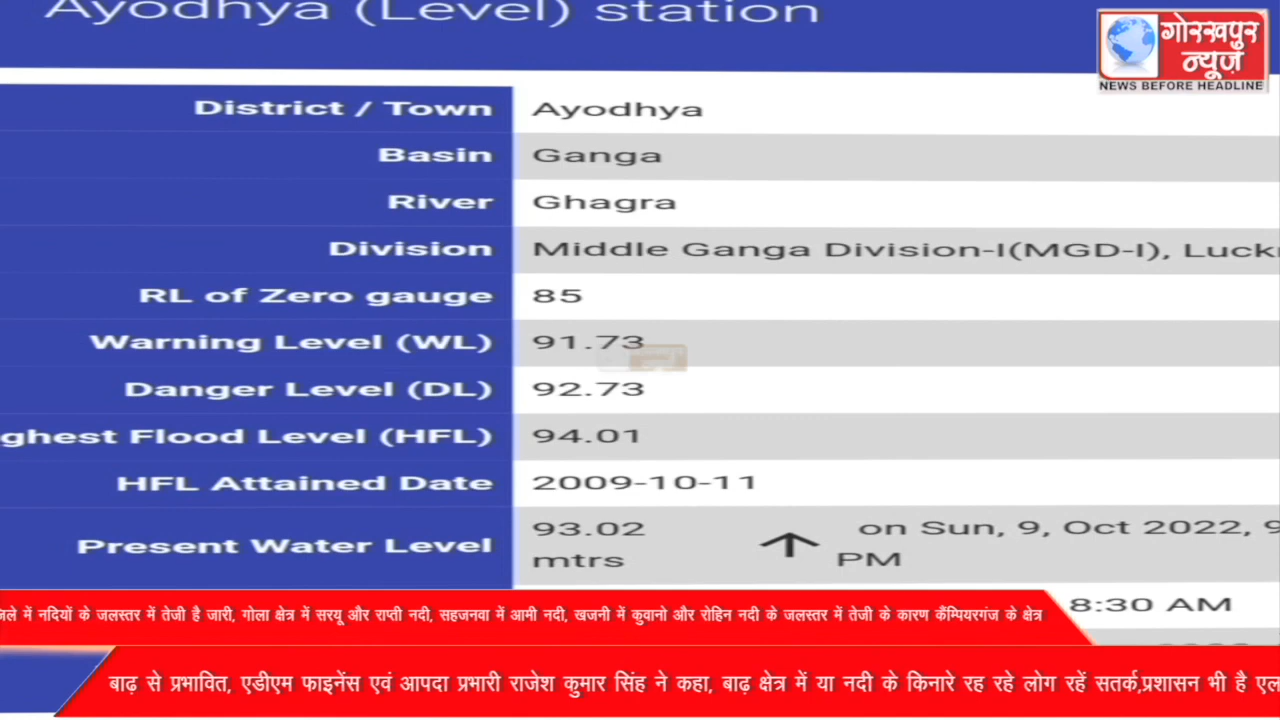 Ayodhya (Level) station
गोरखपुर
न्यूज़
NEWS BEFORE HEADLINE
District / Town Ayodhya
Basin Ganga
River Ghagra
Division Middle Ganga Division-I(MGD-I), Luck
RL of Zero gauge 85
Warning Level (WL) 91.73
Danger Level (DL) 92.73
ghest Flood Level (HFL) 94.01
HFL Attained Date 2009-10-11
Present Water Level 93.02 mtrs ↑ on Sun, 9, Oct 2022, 9 PM
8:30 AM
जले में नदियों के जलस्तर में तेजी है जारी, गोला क्षेत्र में सरयू और राप्ती नदी, सहजनवा में आमी नदी, खजनी में कुवानो और रोहिन नदी के जलस्तर में तेजी के कारण कैंम्पियरगंज के क्षेत्र
बाढ़ से प्रभावित, एडीएम फाइनेंस एवं आपदा प्रभारी राजेश कुमार सिंह ने कहा, बाढ़ क्षेत्र में या नदी के किनारे रह रहे लोग रहें सतर्क,प्रशासन भी है एल